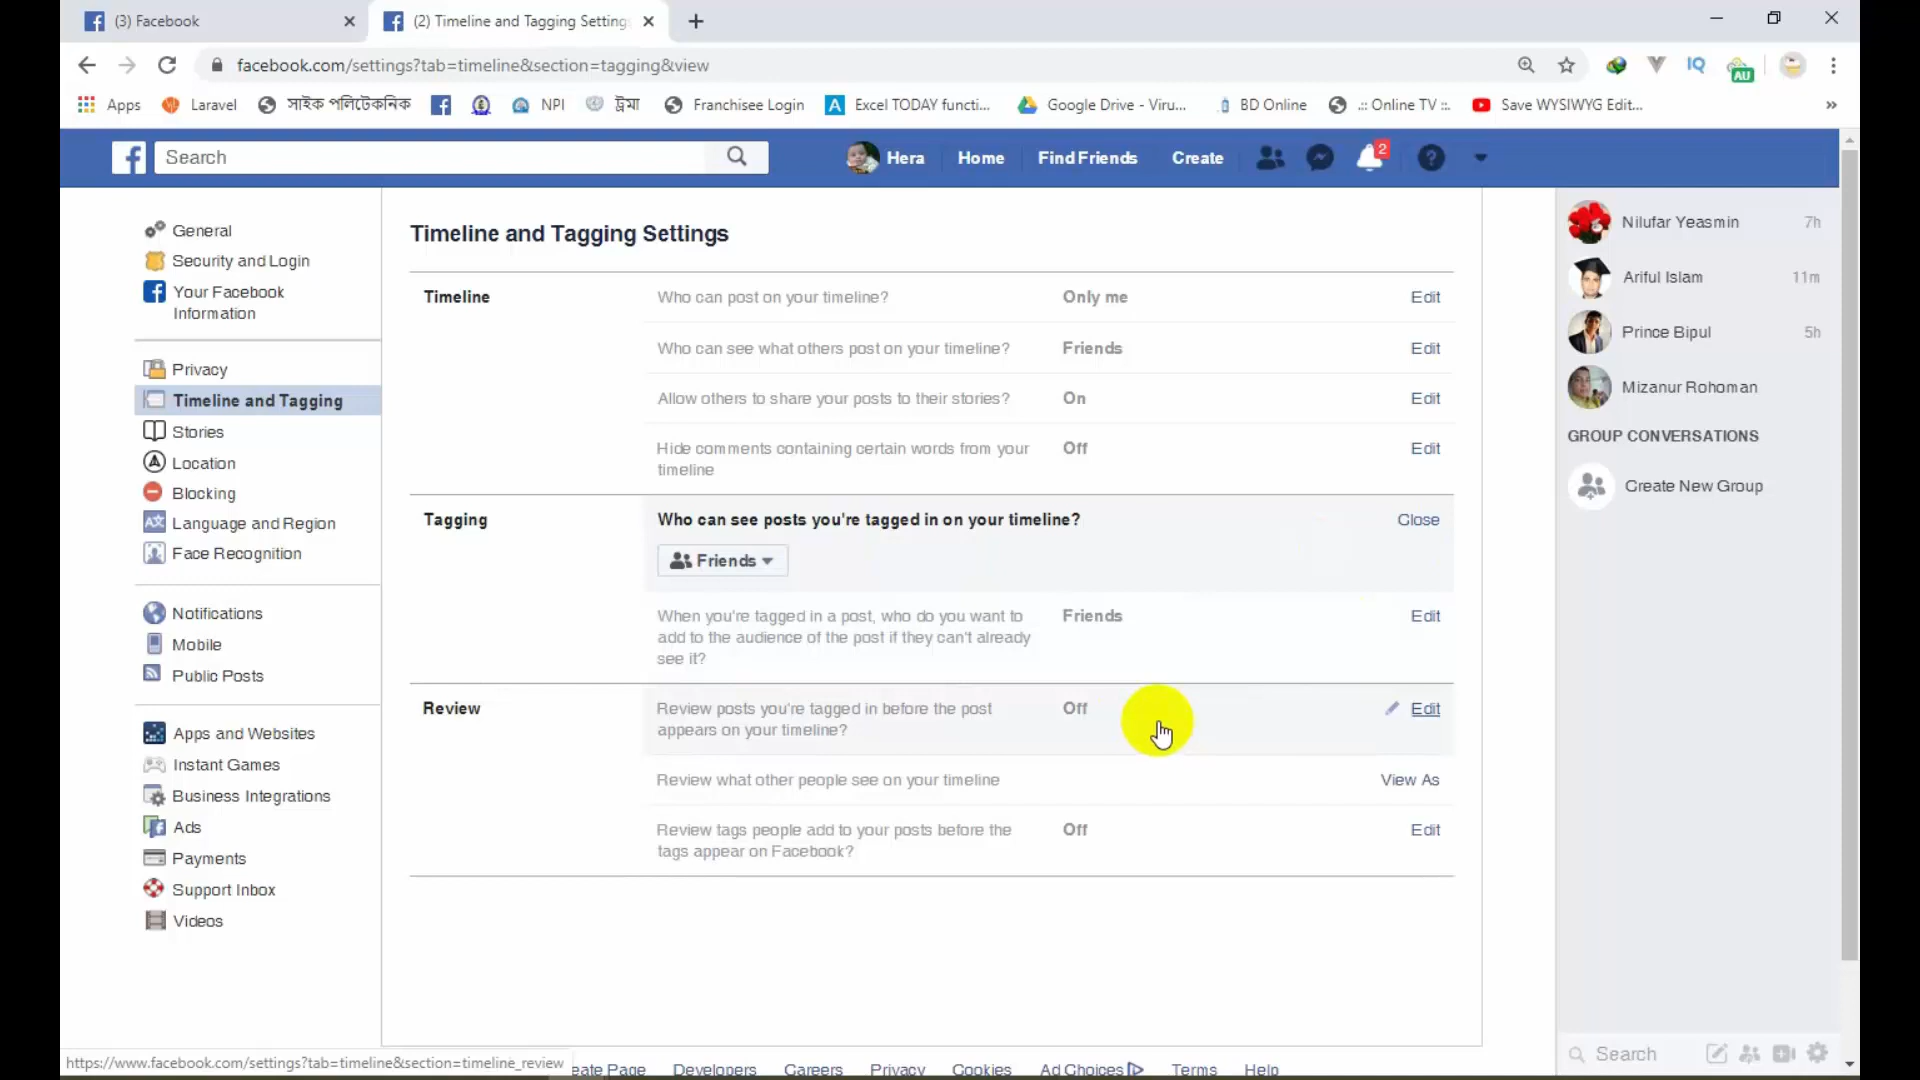 (3) Facebook
(2) Timeline and Tagging Setting
facebook.com/settings?tab=timeline&section=tagging&view
IQ
AU
Apps
Laravel
সাইক পলিটেকনিক
NPI
ট্রমা
Franchisee Login
Excel TODAY functi...
Google Drive - Viru...
BD Online
.:: Online TV ::.
Save WYSIWYG Edit...
»
Search
Hera
Home
Find Friends
Create
2
General
Security and Login
Your Facebook
Information
Privacy
Timeline and Tagging
Stories
Location
Blocking
Language and Region
Face Recognition
Notifications
Mobile
Public Posts
Apps and Websites
Instant Games
Business Integrations
Ads
Payments
Support Inbox
Videos
Timeline and Tagging Settings
Timeline
Who can post on your timeline?
Only me
Edit
Who can see what others post on your timeline?
Friends
Edit
Allow others to share your posts to their stories?
On
Edit
Hide comments containing certain words from your
timeline
Off
Edit
Tagging
Who can see posts you're tagged in on your timeline?
Close
Friends
When you're tagged in a post, who do you want to
add to the audience of the post if they can't already
see it?
Friends
Edit
Review
Review posts you're tagged in before the post
appears on your timeline?
Off
Edit
Review what other people see on your timeline
View As
Review tags people add to your posts before the
tags appear on Facebook?
Off
Edit
Nilufar Yeasmin
7h
Ariful Islam
11m
Prince Bipul
5h
Mizanur Rohoman
GROUP CONVERSATIONS
Create New Group
Search
https://www.facebook.com/settings?tab=timeline&section=timeline_review
eate Page
Developers
Careers
Privacy
Cookies
Ad Choices
Terms
Help